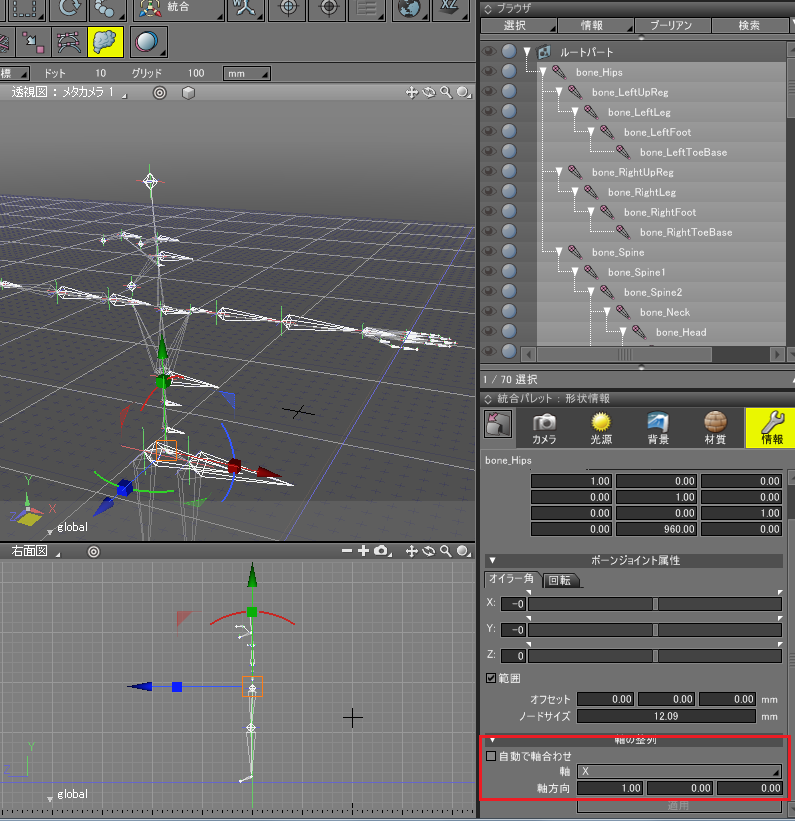 統合
ブラウザ
選択 情報 ブーリアン 検索
標 ドット 10 グリッド 100 mm
透視図 : メタカメラ 1
ルートパート
bone_Hips
bone_LeftUpReg
bone_LeftLeg
bone_LeftFoot
bone_LeftToeBase
bone_RightUpReg
bone_RightLeg
bone_RightFoot
bone_RightToeBase
bone_Spine
bone_Spine1
bone_Spine2
bone_Neck
bone_Head
1 / 70 選択
統合パレット : 形状情報
カメラ 光源 背景 材質 情報
bone_Hips
1.00 0.00 0.00
0.00 1.00 0.00
0.00 0.00 1.00
0.00 960.00 0.00
Y
Z X
global
右面図
ボーンジョイント属性
オイラー角 回転
X: -0
Y: -0
Z: 0
範囲
オフセット 0.00 0.00 0.00 mm
ノードサイズ 12.09 mm
軸の整列
自動で軸合わせ
軸 X
軸方向 1.00 0.00 0.00
適用
Y
Z
global